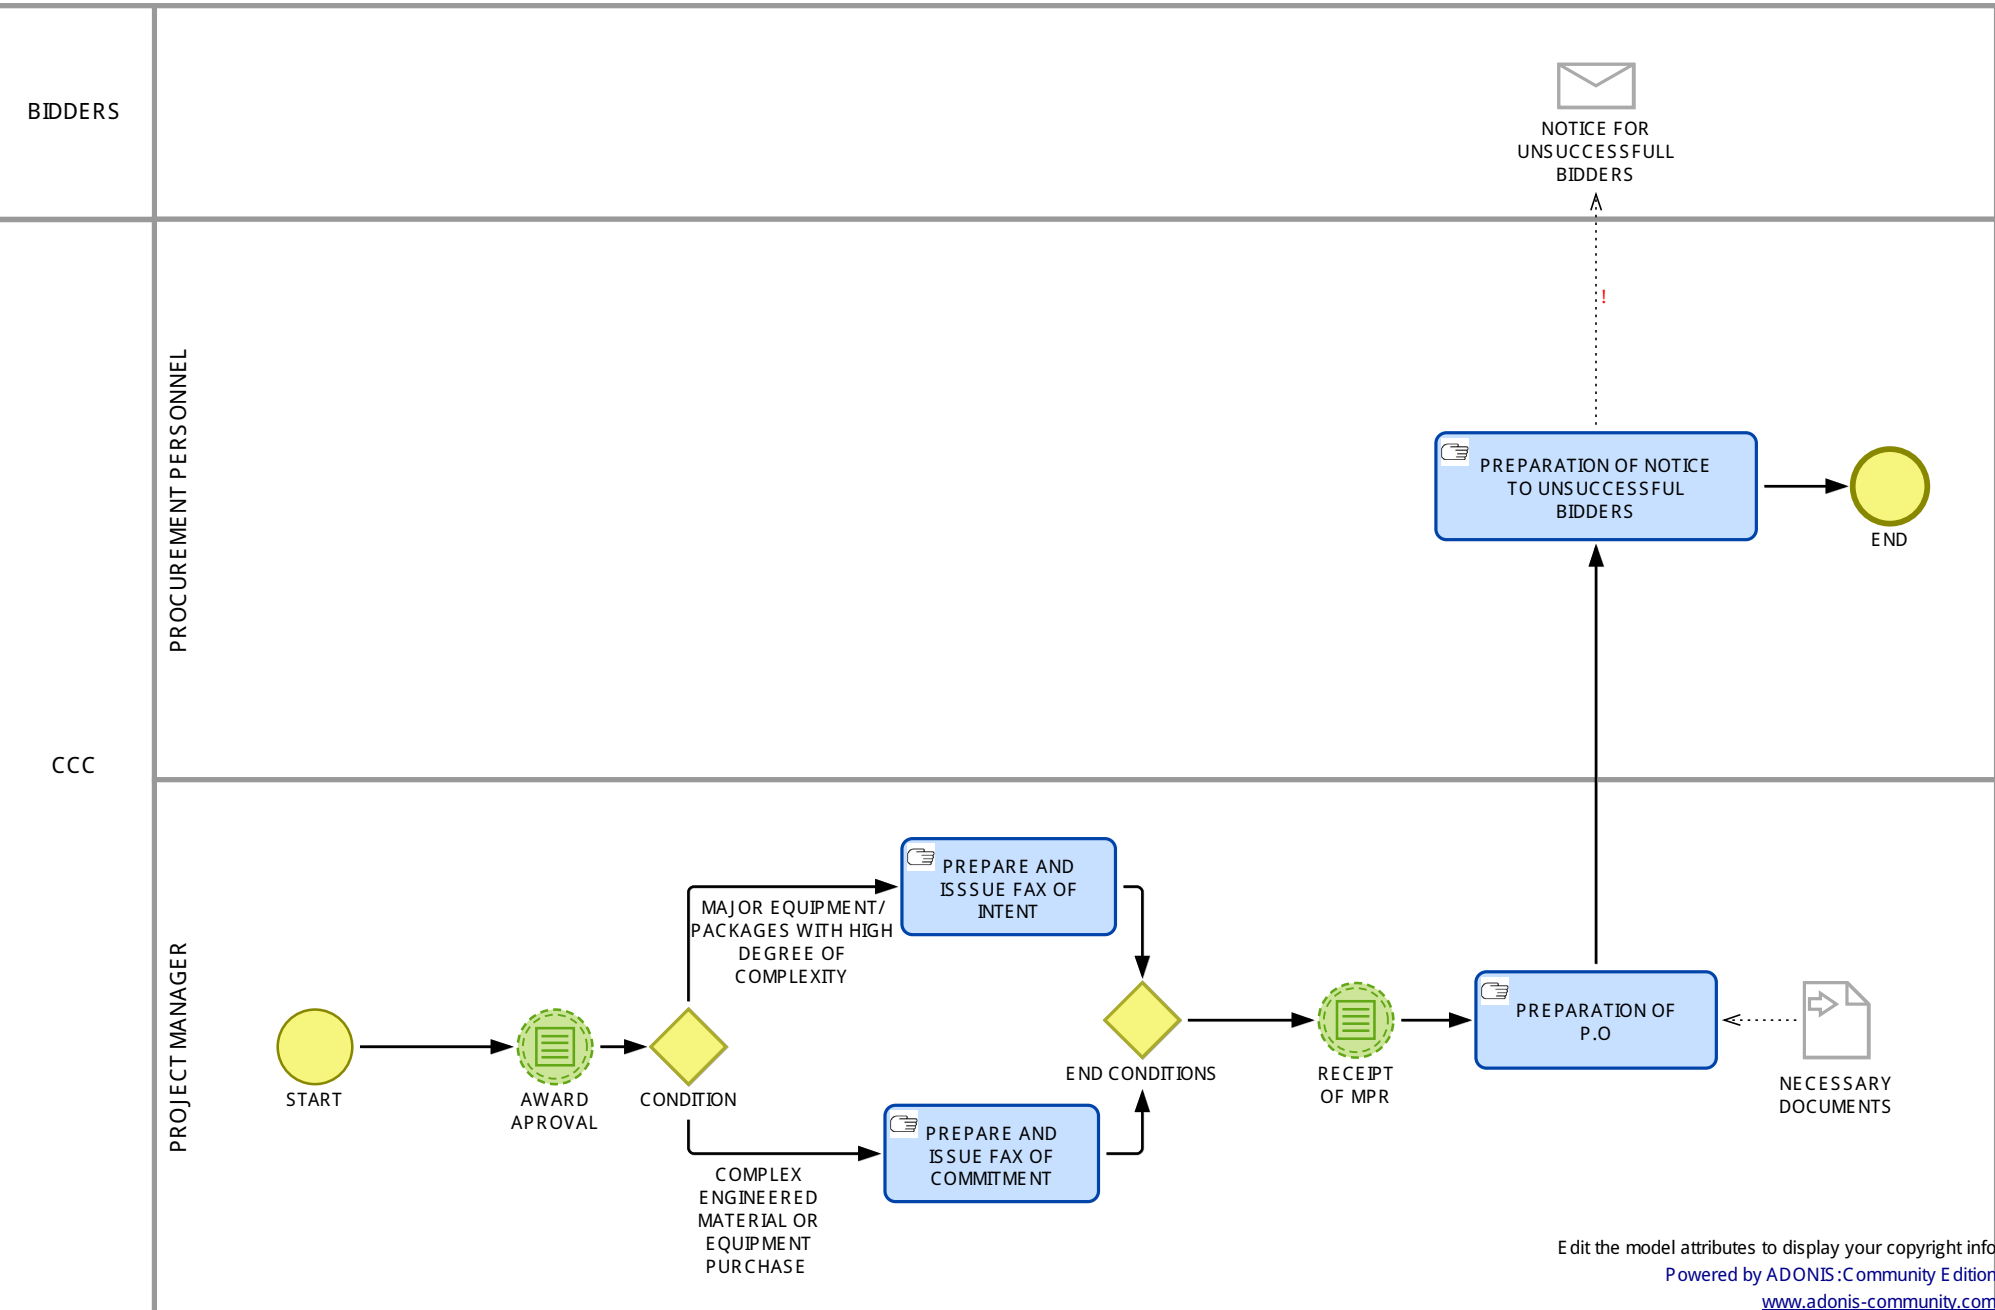 BIDDERS
NOTICE FOR
UNSUCCESSFULL
BIDDERS
!
PROCUREMENT PERSONNEL
PREPARATION OF NOTICE
TO UNSUCCESSFUL
BIDDERS
END
CCC
PROJECT MANAGER
START
AWARD
APROVAL
CONDITION
MAJOR EQUIPMENT/
PACKAGES WITH HIGH
DEGREE OF
COMPLEXITY
PREPARE AND
ISSSUE FAX OF
INTENT
COMPLEX
ENGINEERED
MATERIAL OR
EQUIPMENT
PURCHASE
PREPARE AND
ISSUE FAX OF
COMMITMENT
END CONDITIONS
RECEIPT
OF MPR
PREPARATION OF
P.O
NECESSARY
DOCUMENTS
Edit the model attributes to display your copyright info
Powered by ADONIS:Community Edition
www.adonis-community.com